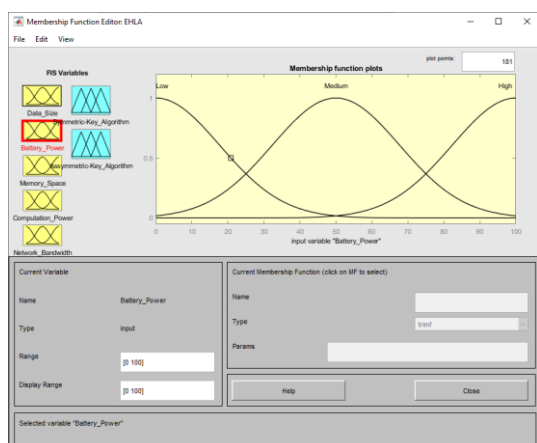 Membership Function Editor: EHLA
File Edit View
FIS Variables
Data_Size
Symmetric-Key_Algorithm
Battery_Power
Assymmetric-Key_Algorithm
Memory_Space
Computation_Power
Network_Bandwidth
plot points: 181
Membership function plots
Low Medium High
1
0.5
0
0 10 20 30 40 50 60 70 80 90 100
input variable "Battery_Power"
Current Variable
Name Battery_Power
Type input
Range [0 100]
Display Range [0 100]
Current Membership Function (click on MF to select)
Name
Type trimf
Params
Help Close
Selected variable "Battery_Power"